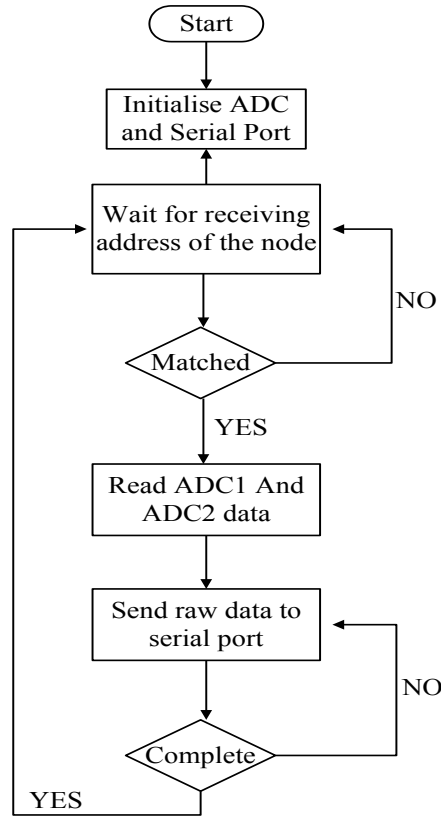 Start
Initialise ADC
and Serial Port
Wait for receiving
address of the node
NO
Matched
YES
Read ADC1 And
ADC2 data
Send raw data to
serial port
NO
Complete
YES